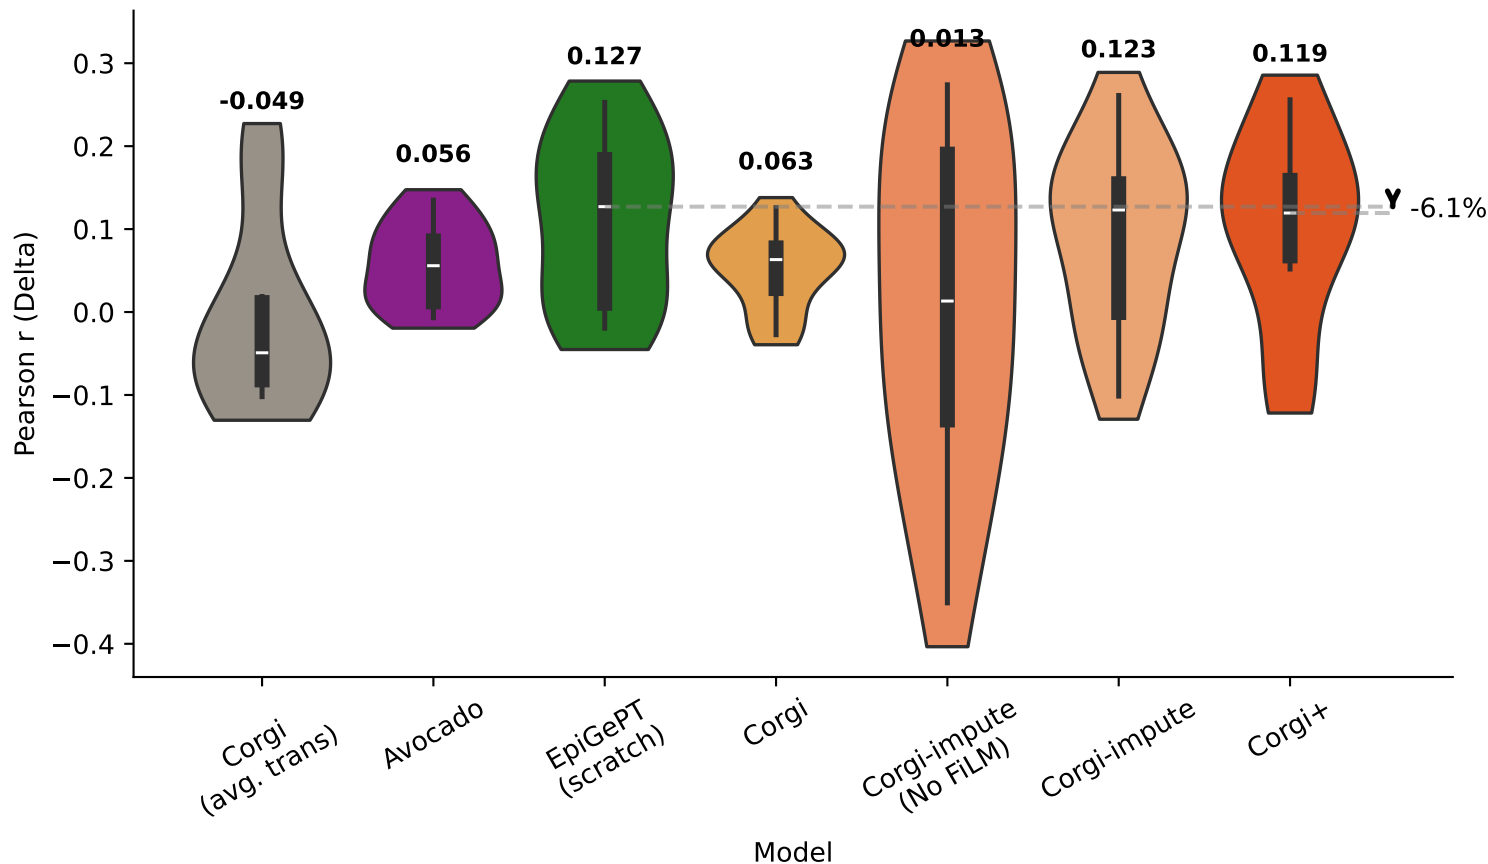 0.013
0.127
0.123
0.119
-0.049
0.056
0.063
0.3
0.2
0.1
0.0
−0.1
−0.2
−0.3
−0.4
Pearson r (Delta)
-6.1%
Corgi
(avg. trans)
Avocado
EpiGePT
(scratch)
Corgi
Corgi-impute
(No FiLM)
Corgi-impute
Corgi+
Model